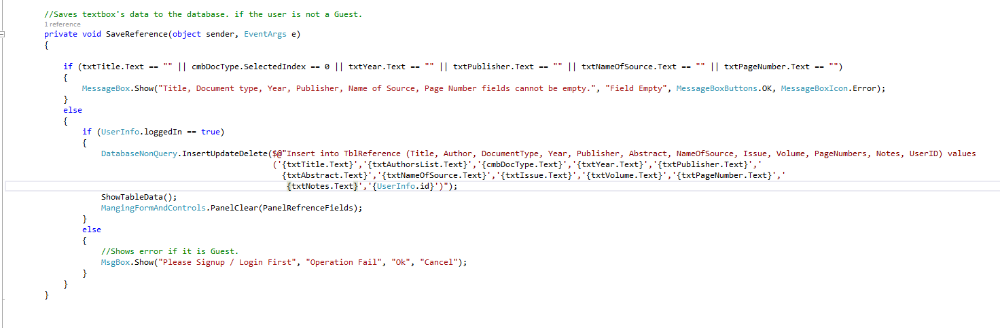 //Saves textbox's data to the database. if the user is not a Guest.
1 reference
private void SaveReference(object sender, EventArgs e)
{
if (txtTitle.Text == "" || cmbDocType.SelectedIndex == 0 || txtYear.Text == "" || txtPublisher.Text == "" || txtNameOfSource.Text == "" || txtPageNumber.Text == "")
{
MessageBox.Show("Title, Document type, Year, Publisher, Name of Source, Page Number fields cannot be empty.", "Field Empty", MessageBoxButtons.OK, MessageBoxIcon.Error);
}
else
{
if (UserInfo.loggedIn == true)
{
DatabaseNonQuery.InsertUpdateDelete($@"Insert into TblReference (Title, Author, DocumentType, Year, Publisher, Abstract, NameOfSource, Issue, Volume, PageNumbers, Notes, UserID) values
('{txtTitle.Text}','{txtAuthorsList.Text}','{cmbDocType.Text}','{txtYear.Text}','{txtPublisher.Text}','
{txtAbstract.Text}','{txtNameOfSource.Text}','{txtIssue.Text}','{txtVolume.Text}','{txtPageNumber.Text}','
{txtNotes.Text}','{UserInfo.id}')");
ShowTableData();
MangingFormAndControls.PanelClear(PanelRefrenceFields);
}
else
{
//Shows error if it is Guest.
MsgBox.Show("Please Signup / Login First", "Operation Fail", "Ok", "Cancel");
}
}
}